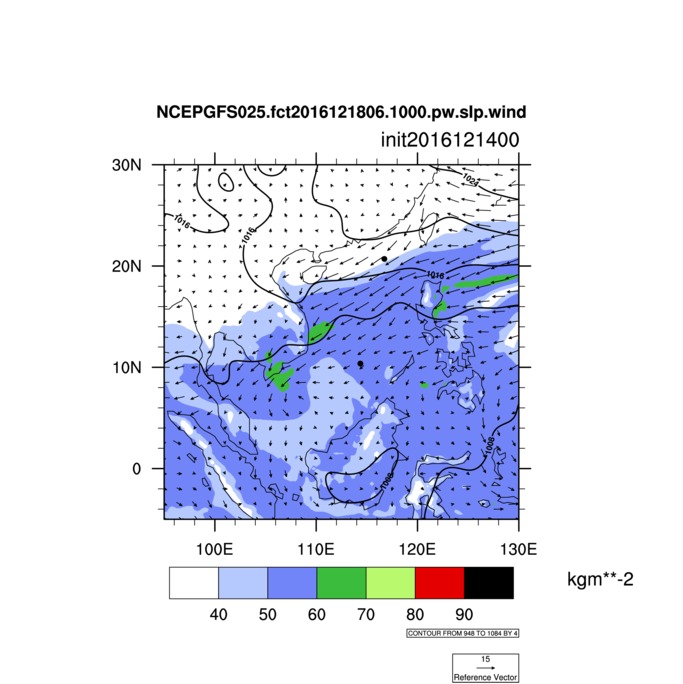 NCEPGFS025.fct2016121806.1000.pw.slp.wind
init2016121400
30N
20N
10N
0
1024
1016
1016
1016
1008
1008
100E 110E 120E 130E
kgm**-2
40 50 60 70 80 90
CONTOUR FROM 948 TO 1084 BY 4
15
Reference Vector